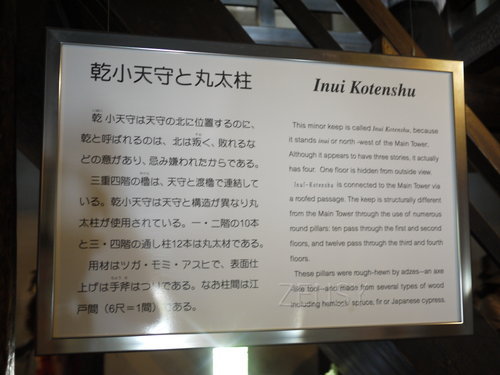 乾小天守と丸太柱
乾小天守は天守の北に位置するのに、
乾と呼ばれるのは、北は叛く、敗れるな
どの意があり、忌み嫌われたからである。
三重四階の櫓は、天守と渡櫓で連結して
いる。乾小天守は天守と構造が異なり丸
太柱が使用されている。一・二階の10本
と三・四階の通し柱12本は丸太材である。
用材はツガ・モミ・アスヒで、表面仕
上げは手斧はつりである。なお柱間は江
戸間（6尺＝1間）である。
Inui Kotenshu
This minor keep is called Inui Kotenshu, because
it stands inui or north -west of the Main Tower.
Although it appears to have three stories, it actually
has four. One floor is hidden from outside view.
Inui-Kotenshu is connected to the Main Tower via
a roofed passage. The keep is structurally different
from the Main Tower through the use of numerous
round pillars: ten pass through the first and second
floors, and twelve pass through the third and fourth
floors.
These pillars were rough-hewn by adzes--an axe
like tool--and made from several types of wood
including humlock spruce, fir or Japanese cypress.